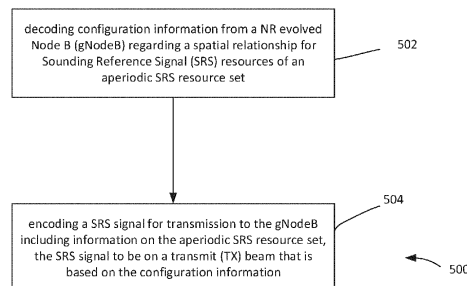 decoding configuration information from a NR evolved
Node B (gNodeB) regarding a spatial relationship for
Sounding Reference Signal (SRS) resources of an
aperiodic SRS resource set
502
504
encoding a SRS signal for transmission to the gNodeB
including information on the aperiodic SRS resource set,
the SRS signal to be on a transmit (TX) beam that is
based on the configuration information
500